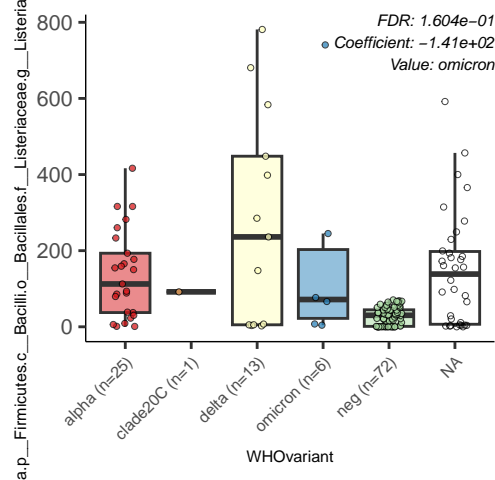 FDR: 1.604e−01
Coefficient: −1.41e+02
Value: omicron
a.p__Firmicutes.c__Bacilli.o__Bacillales.f__Listeriaceae.g__Listeria
800
600
400
200
0
alpha (n=25)
clade20C (n=1)
delta (n=13)
omicron (n=6)
neg (n=72)
NA
WHOvariant